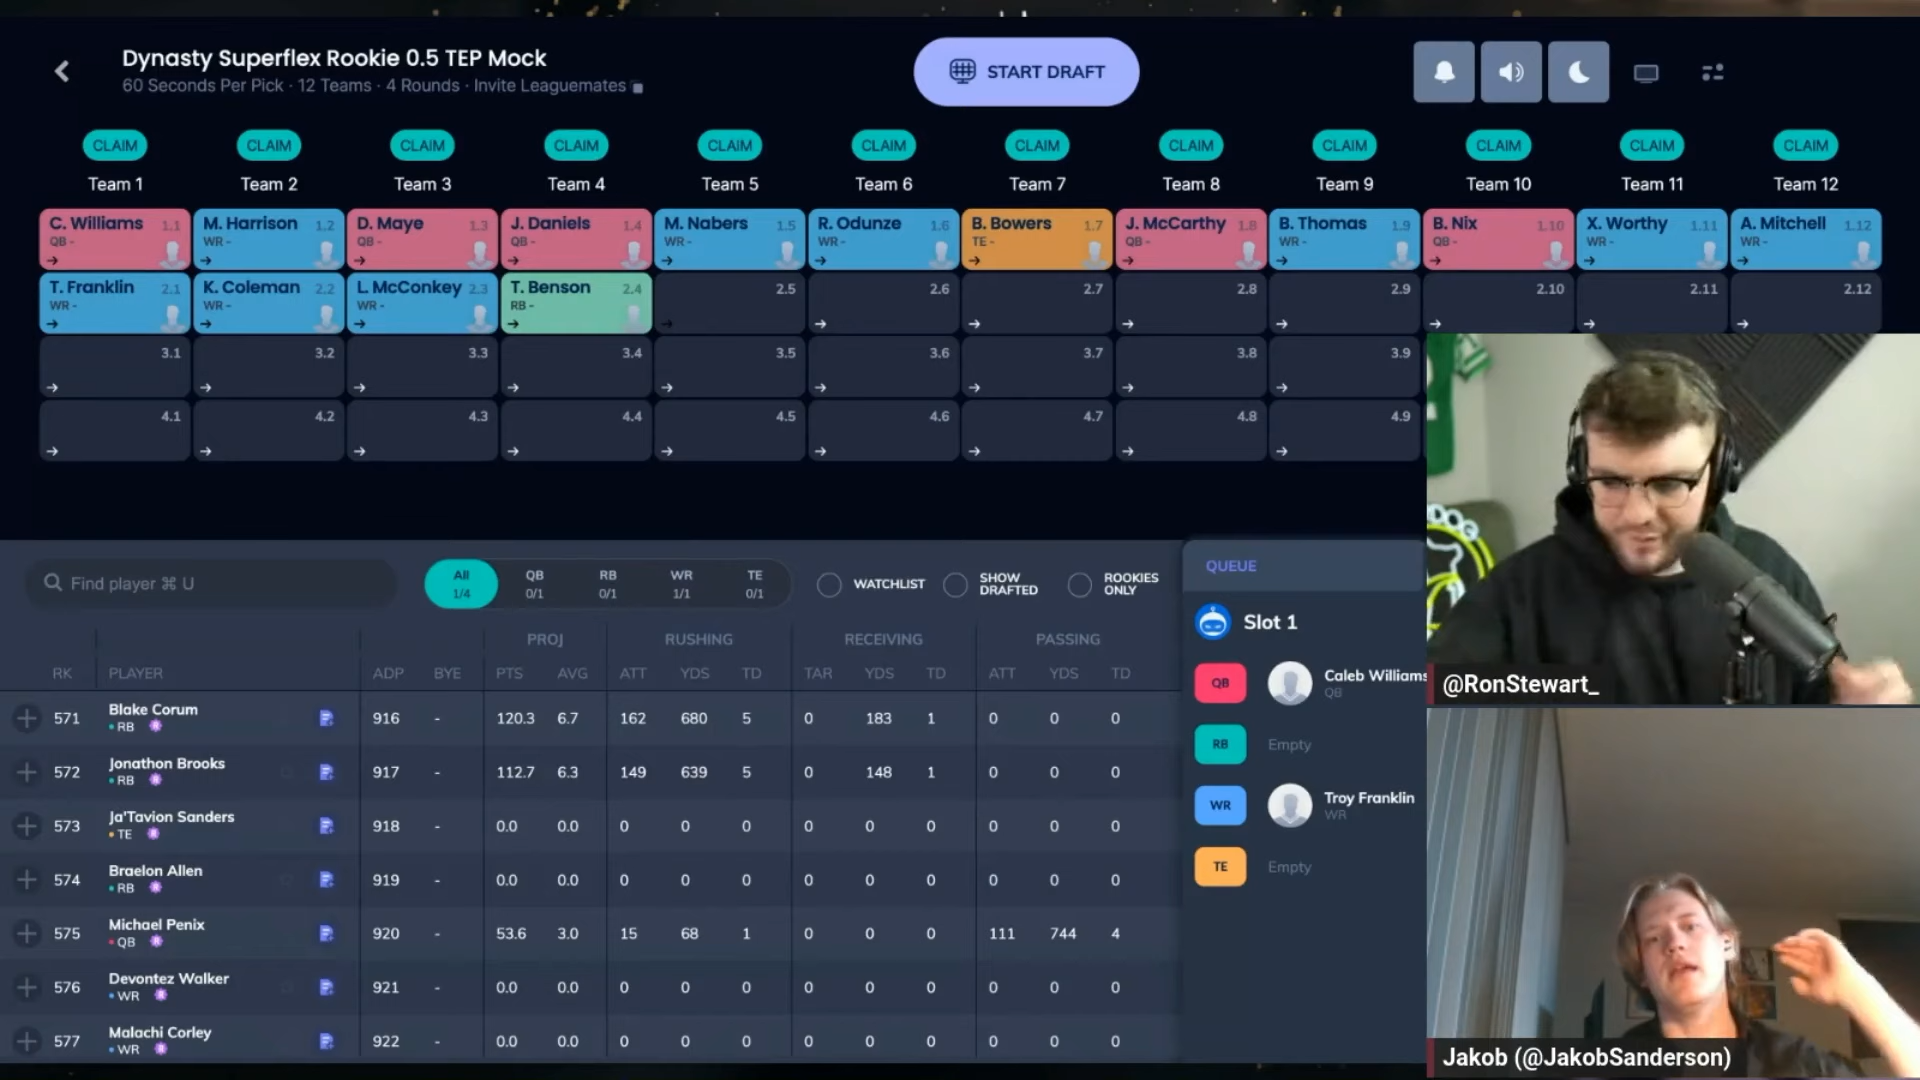 Dynasty Superflex Rookie 0.5 TEP Mock
60 Seconds Per Pick · 12 Teams · 4 Rounds · Invite Leaguemates
START DRAFT
CLAIM CLAIM CLAIM CLAIM CLAIM CLAIM CLAIM CLAIM CLAIM CLAIM CLAIM CLAIM
Team 1 Team 2 Team 3 Team 4 Team 5 Team 6 Team 7 Team 8 Team 9 Team 10 Team 11 Team 12
C. Williams 1.1 M. Harrison 1.2 D. Maye 1.3 J. Daniels 1.4 M. Nabers 1.5 R. Odunze 1.6 B. Bowers 1.7 J. McCarthy 1.8 B. Thomas 1.9 B. Nix 1.10 X. Worthy 1.11 A. Mitchell 1.12
QB - WR - QB - QB - WR - WR - TE - QB - WR - QB - WR - WR -
T. Franklin 2.1 K. Coleman 2.2 L. McConkey 2.3 T. Benson 2.4 2.5 2.6 2.7 2.8 2.9 2.10 2.11 2.12
WR - WR - WR - RB -
3.1 3.2 3.3 3.4 3.5 3.6 3.7 3.8 3.9
4.1 4.2 4.3 4.4 4.5 4.6 4.7 4.8 4.9
Find player ⌘ U
All QB RB WR TE
1/4 0/1 0/1 1/1 0/1
WATCHLIST
SHOW
DRAFTED
ROOKIES
ONLY
QUEUE
Slot 1
QB Caleb Williams
QB
RB Empty
WR Troy Franklin
WR
TE Empty
PROJ RUSHING RECEIVING PASSING
RK PLAYER ADP BYE PTS AVG ATT YDS TD TAR YDS TD ATT YDS TD
571 Blake Corum 916 - 120.3 6.7 162 680 5 0 183 1 0 0 0
RB
572 Jonathon Brooks 917 - 112.7 6.3 149 639 5 0 148 1 0 0 0
RB
573 Ja'Tavion Sanders 918 - 0.0 0.0 0 0 0 0 0 0 0 0 0
TE
574 Braelon Allen 919 - 0.0 0.0 0 0 0 0 0 0 0 0 0
RB
575 Michael Penix 920 - 53.6 3.0 15 68 1 0 0 0 111 744 4
QB
576 Devontez Walker 921 - 0.0 0.0 0 0 0 0 0 0 0 0 0
WR
577 Malachi Corley 922 - 0.0 0.0 0 0 0 0 0 0 0 0 0
WR
@RonStewart_
Jakob (@JakobSanderson)